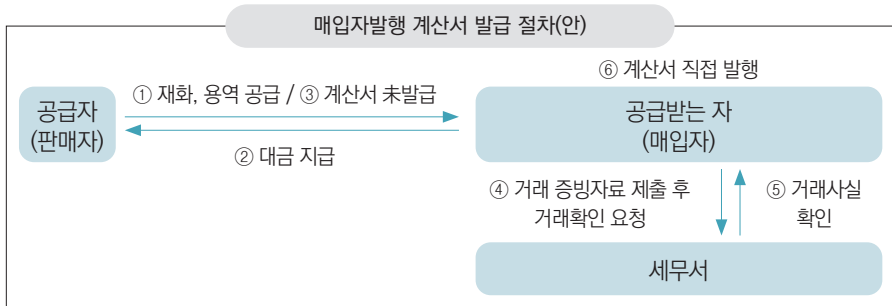 매입자발행 계산서 발급 절차(안)
⑥ 계산서 직접 발행
① 재화, 용역 공급 / ③ 계산서 未발급
공급자
(판매자)
공급받는 자
(매입자)
② 대금 지급
④ 거래 증빙자료 제출 후
거래확인 요청
⑤ 거래사실
확인
세무서